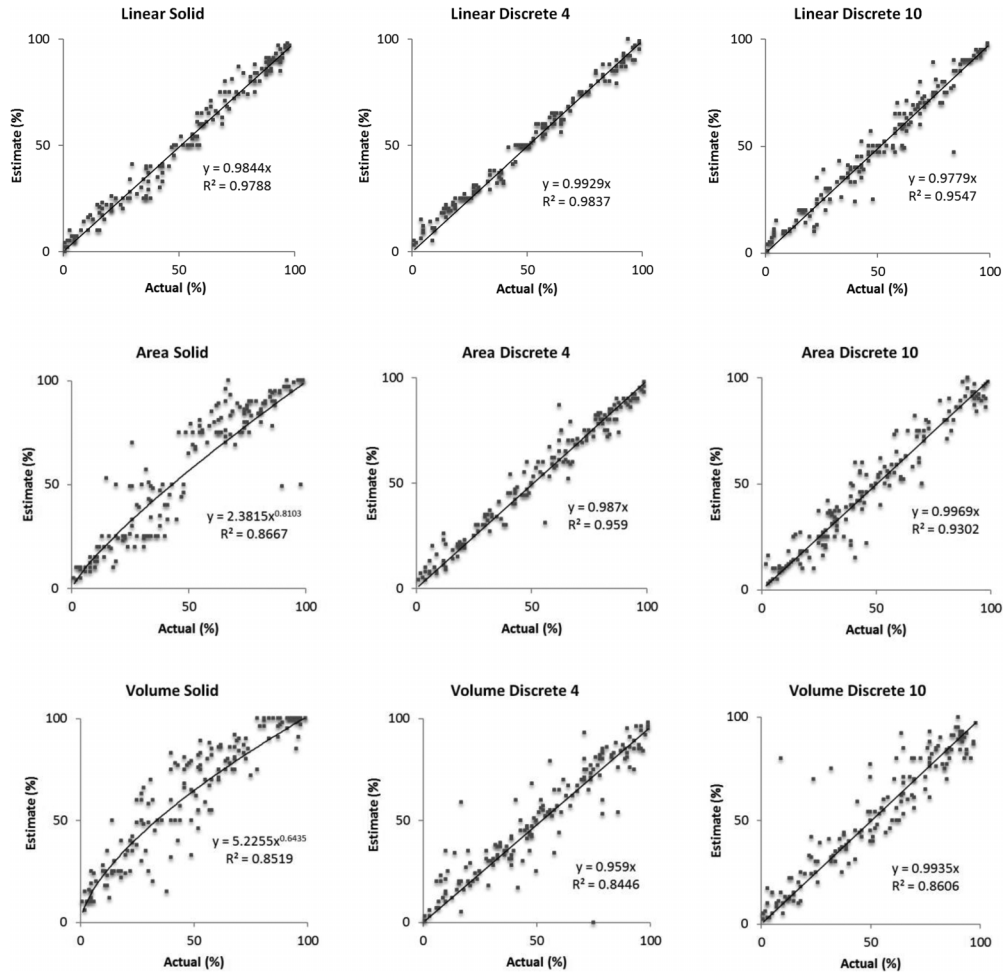 Linear Solid
100
50
0
0 50 100
Estimate (%)
Actual (%)
y = 0.9844x
R² = 0.9788
Linear Discrete 4
100
50
0
0 50 100
Estimate (%)
Actual (%)
y = 0.9929x
R² = 0.9837
Linear Discrete 10
100
50
0
0 50 100
Estimate (%)
Actual (%)
y = 0.9779x
R² = 0.9547
Area Solid
100
50
0
0 50 100
Estimate (%)
Actual (%)
y = 2.3815x^0.8103
R² = 0.8667
Area Discrete 4
100
50
0
0 50 100
Estimate (%)
Actual (%)
y = 0.987x
R² = 0.959
Area Discrete 10
100
50
0
0 50 100
Estimate (%)
Actual (%)
y = 0.9969x
R² = 0.9302
Volume Solid
100
50
0
0 50 100
Estimate (%)
Actual (%)
y = 5.2255x^0.6435
R² = 0.8519
Volume Discrete 4
100
50
0
0 50 100
Estimate (%)
Actual (%)
y = 0.959x
R² = 0.8446
Volume Discrete 10
100
50
0
0 50 100
Estimate (%)
Actual (%)
y = 0.9935x
R² = 0.8606